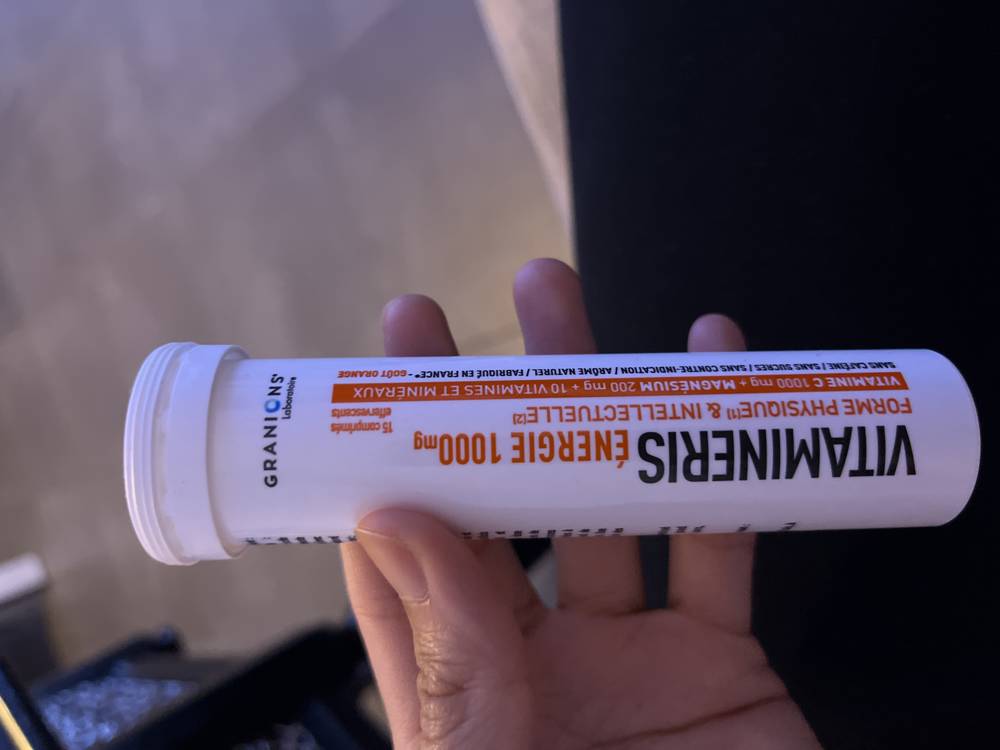 VITAMINERIS ÉNERGIE 1000mg
FORME PHYSIQUE(1) & INTELLECTUELLE(2)
VITAMINE C 1000 mg + MAGNÉSIUM 200 mg + 10 VITAMINES ET MINÉRAUX
SANS CAFÉINE / SANS SUCRES / SANS CONTRE-INDICATION / ARÔME NATUREL / FABRIQUÉ EN FRANCE* - GOÛT ORANGE
15 comprimés
effervescents
GRANIONS®
Laboratoire